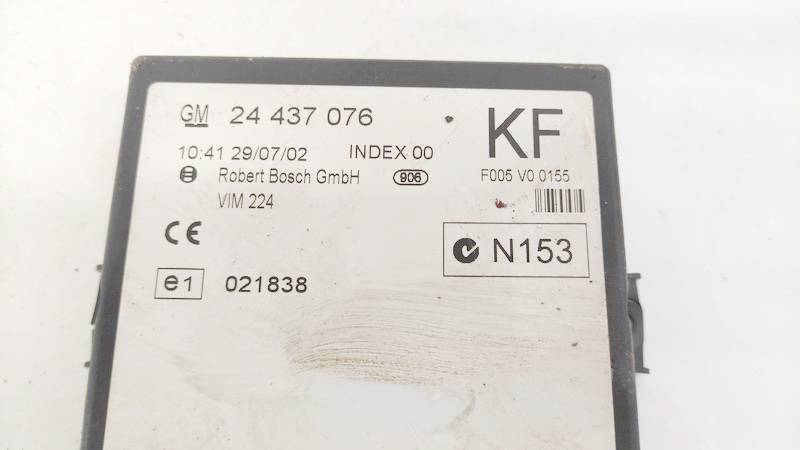 GM 24 437 076
KF
10:41 29/07/02 INDEX 00
Robert Bosch GmbH 906
F005 V0 0155
VIM 224
N153
CE
e1 021838